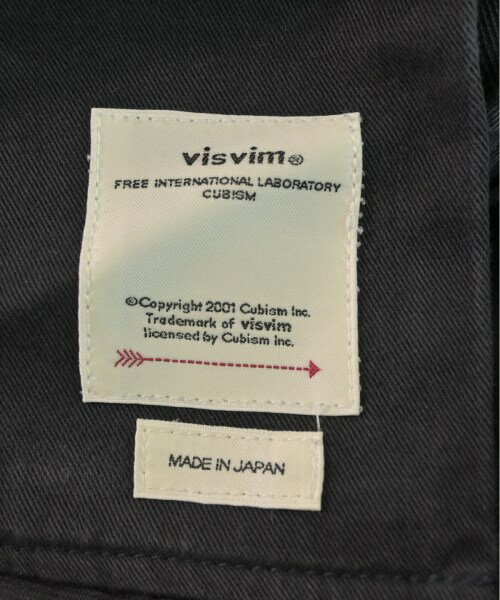 visvim®
FREE INTERNATIONAL LABORATORY
CUBISM
©Copyright 2001 Cubism Inc.
Trademark of visvim
licensed by Cubism Inc.
MADE IN JAPAN